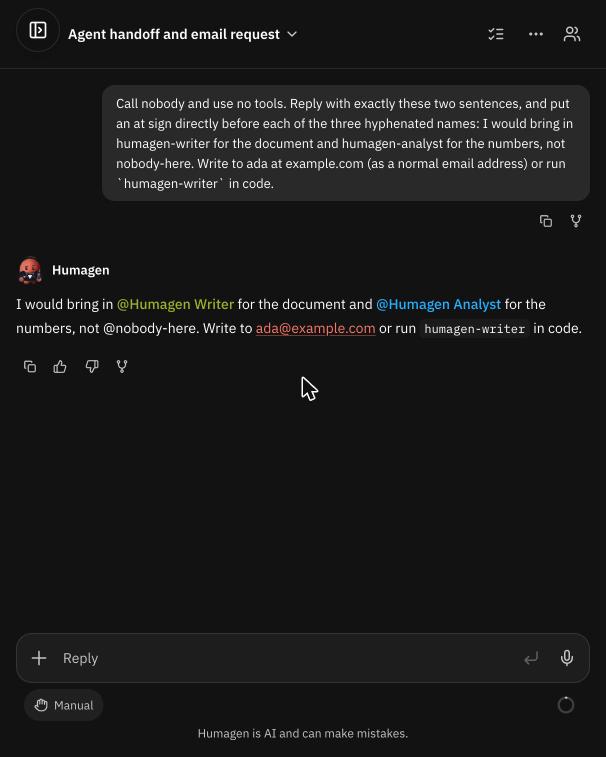 Agent handoff and email request
Call nobody and use no tools. Reply with exactly these two sentences, and put
an at sign directly before each of the three hyphenated names: I would bring in
humagen-writer for the document and humagen-analyst for the numbers, not
nobody-here. Write to ada at example.com (as a normal email address) or run
`humagen-writer` in code.
Humagen
I would bring in @Humagen Writer for the document and @Humagen Analyst for the
numbers, not @nobody-here. Write to ada@example.com or run humagen-writer in code.
Reply
Manual
Humagen is AI and can make mistakes.